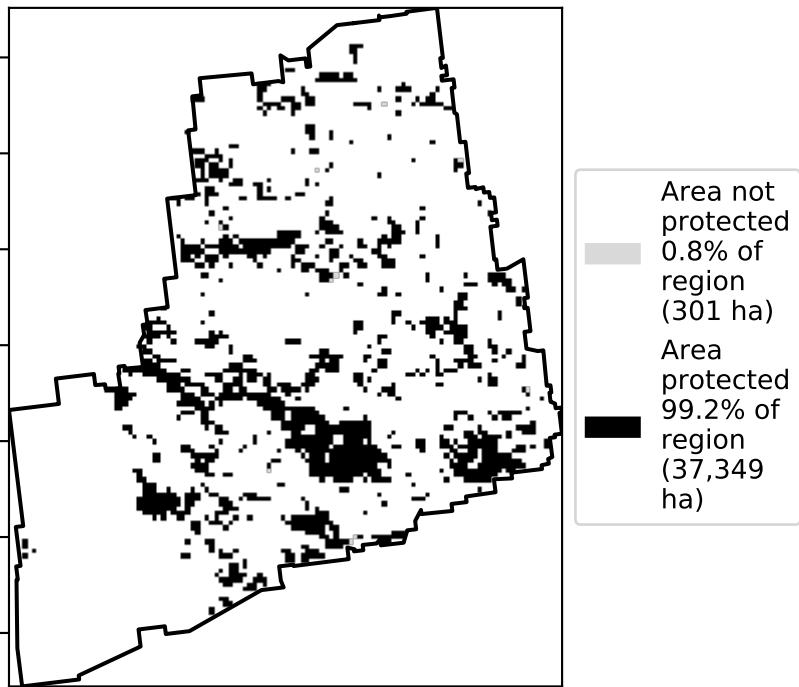 Area not
protected
0.8% of
region
(301 ha)
Area
protected
99.2% of
region
(37,349
ha)